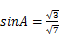 sinA = √3/√7